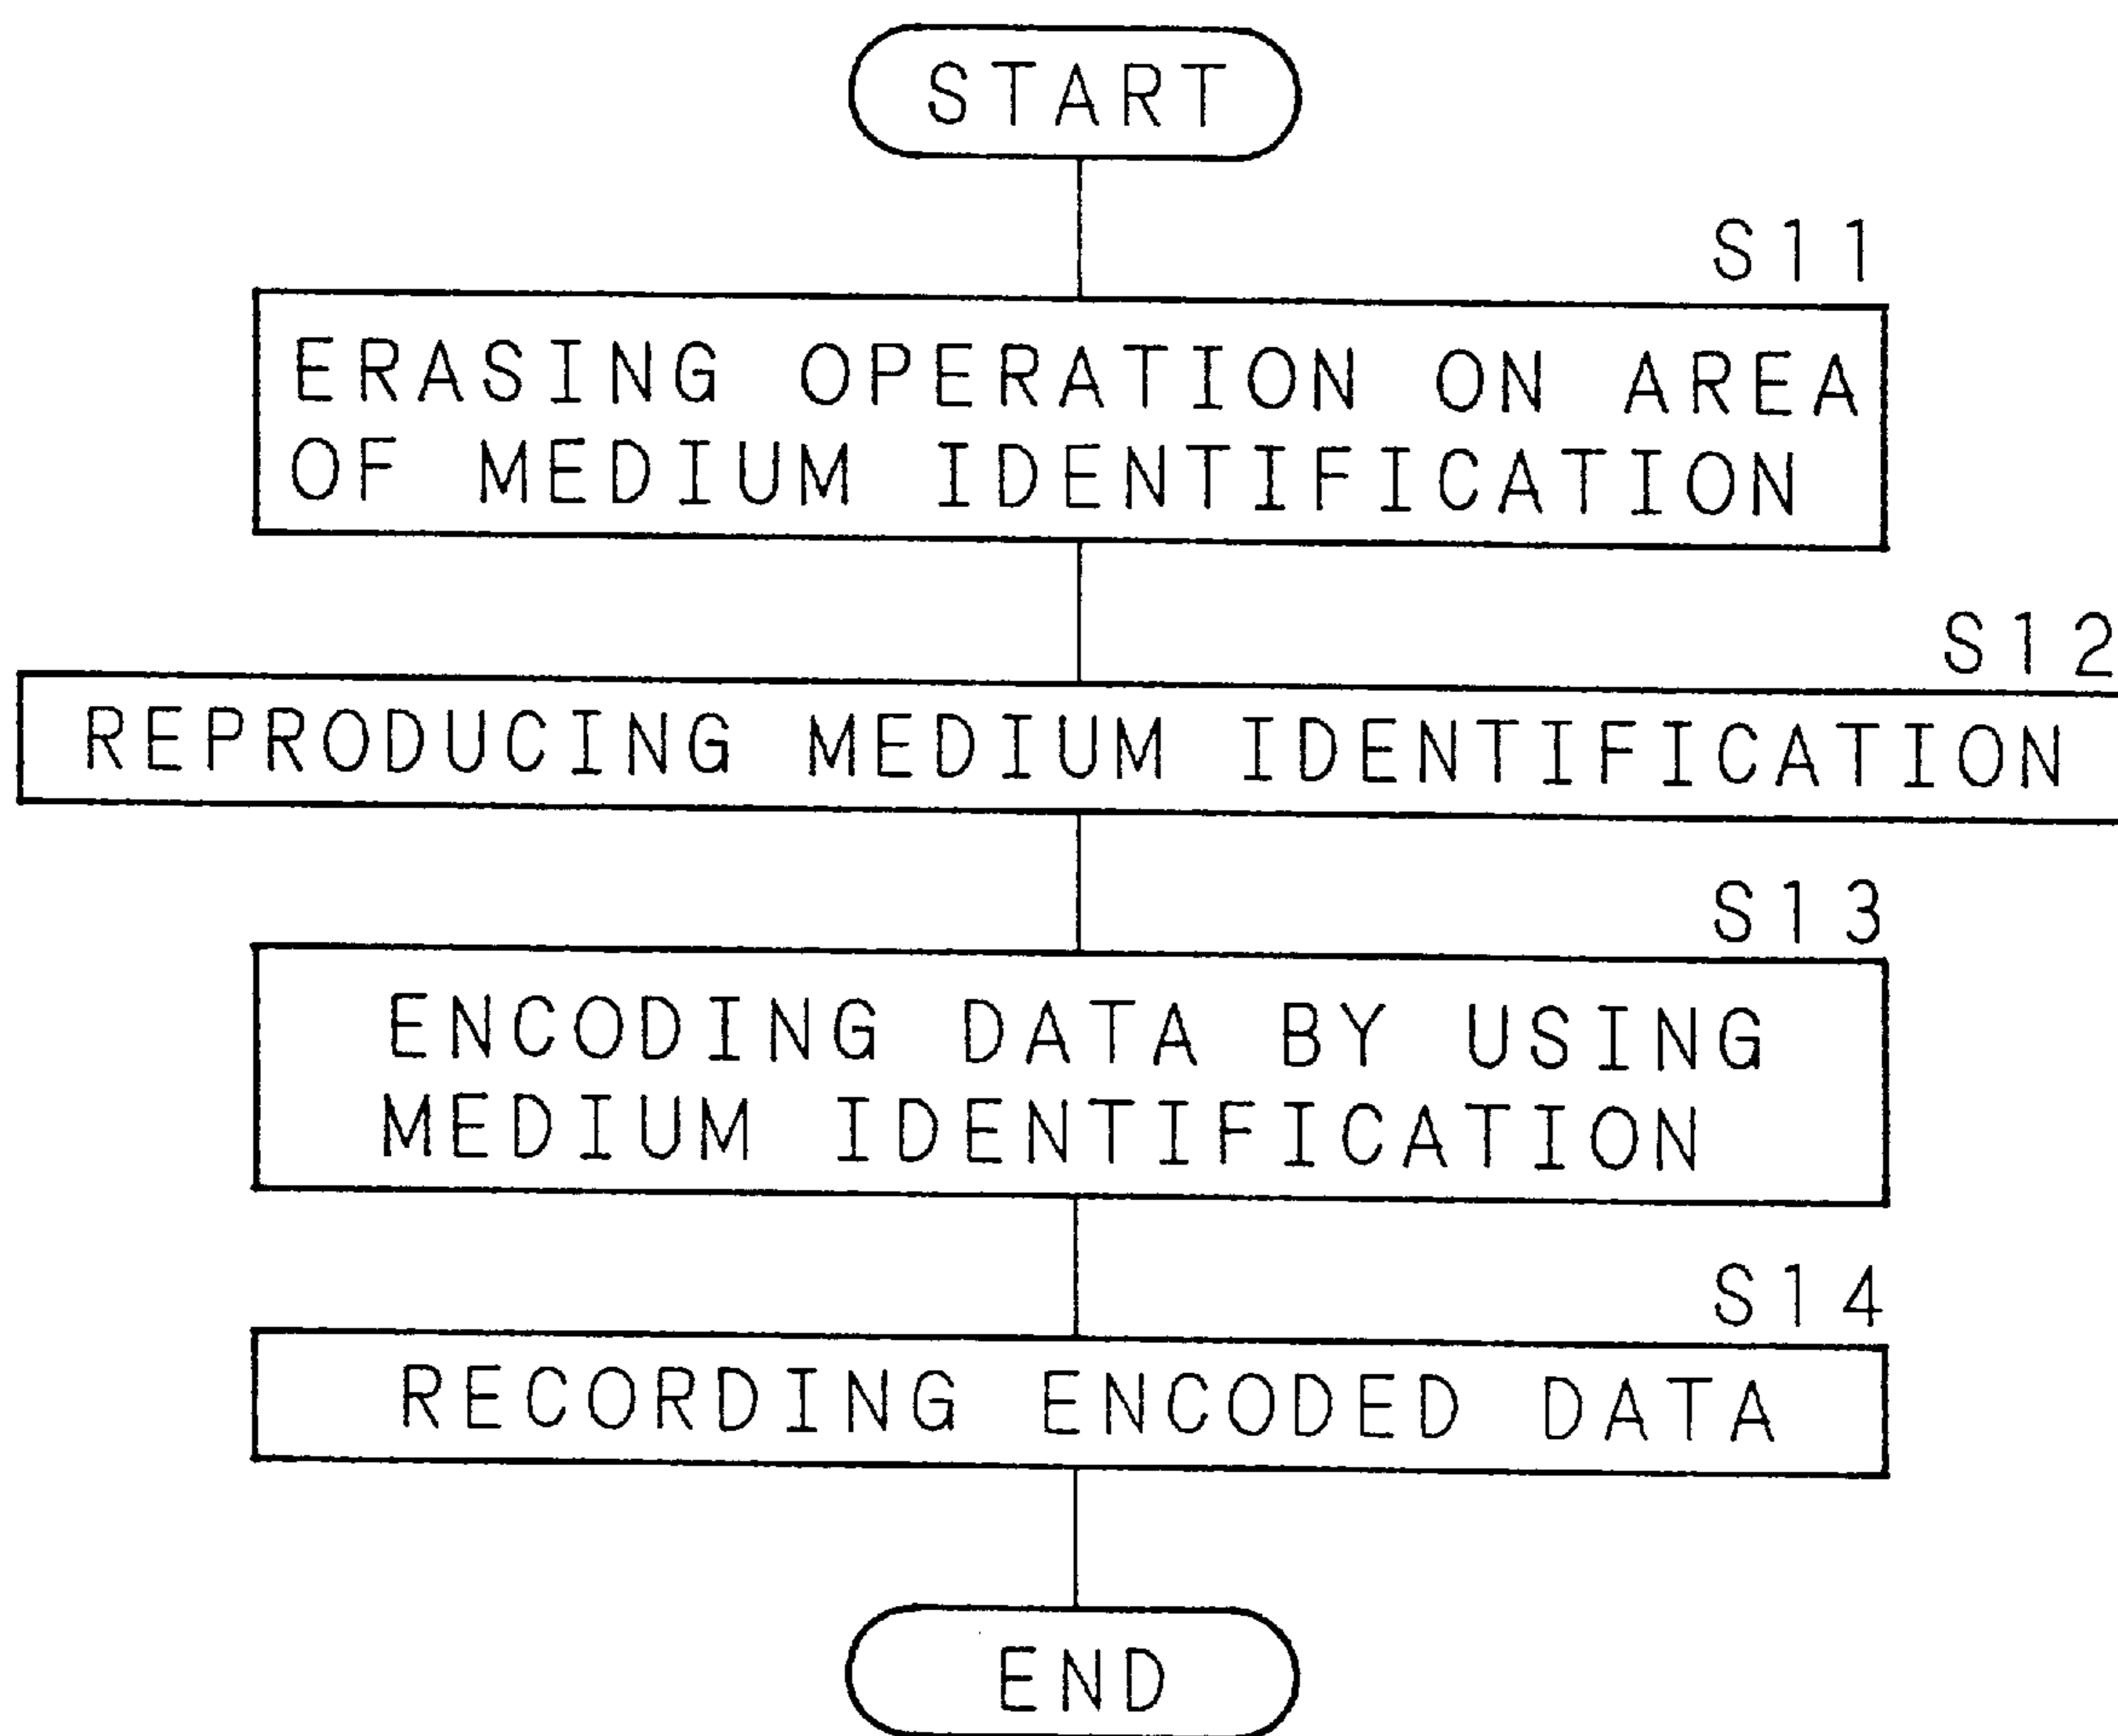 START
S11
ERASING OPERATION ON AREA
OF MEDIUM IDENTIFICATION
S12
REPRODUCING MEDIUM IDENTIFICATION
S13
ENCODING DATA BY USING
MEDIUM IDENTIFICATION
S14
RECORDING ENCODED DATA
END